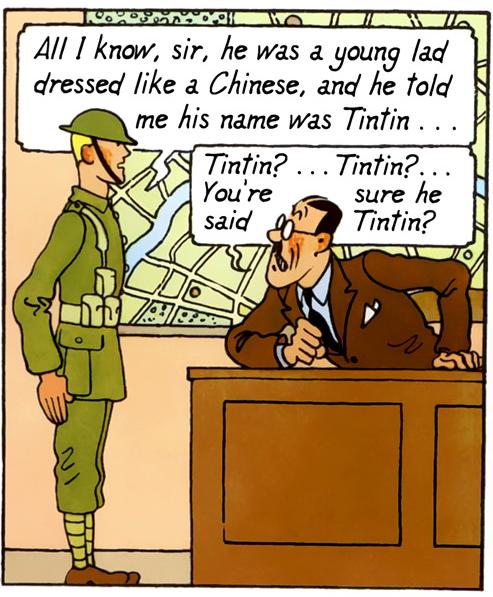 All I know, sir, he was a young lad
dressed like a Chinese, and he told
me his name was Tintin . . .
Tintin? . . . Tintin? . . .
You're sure he
said Tintin?